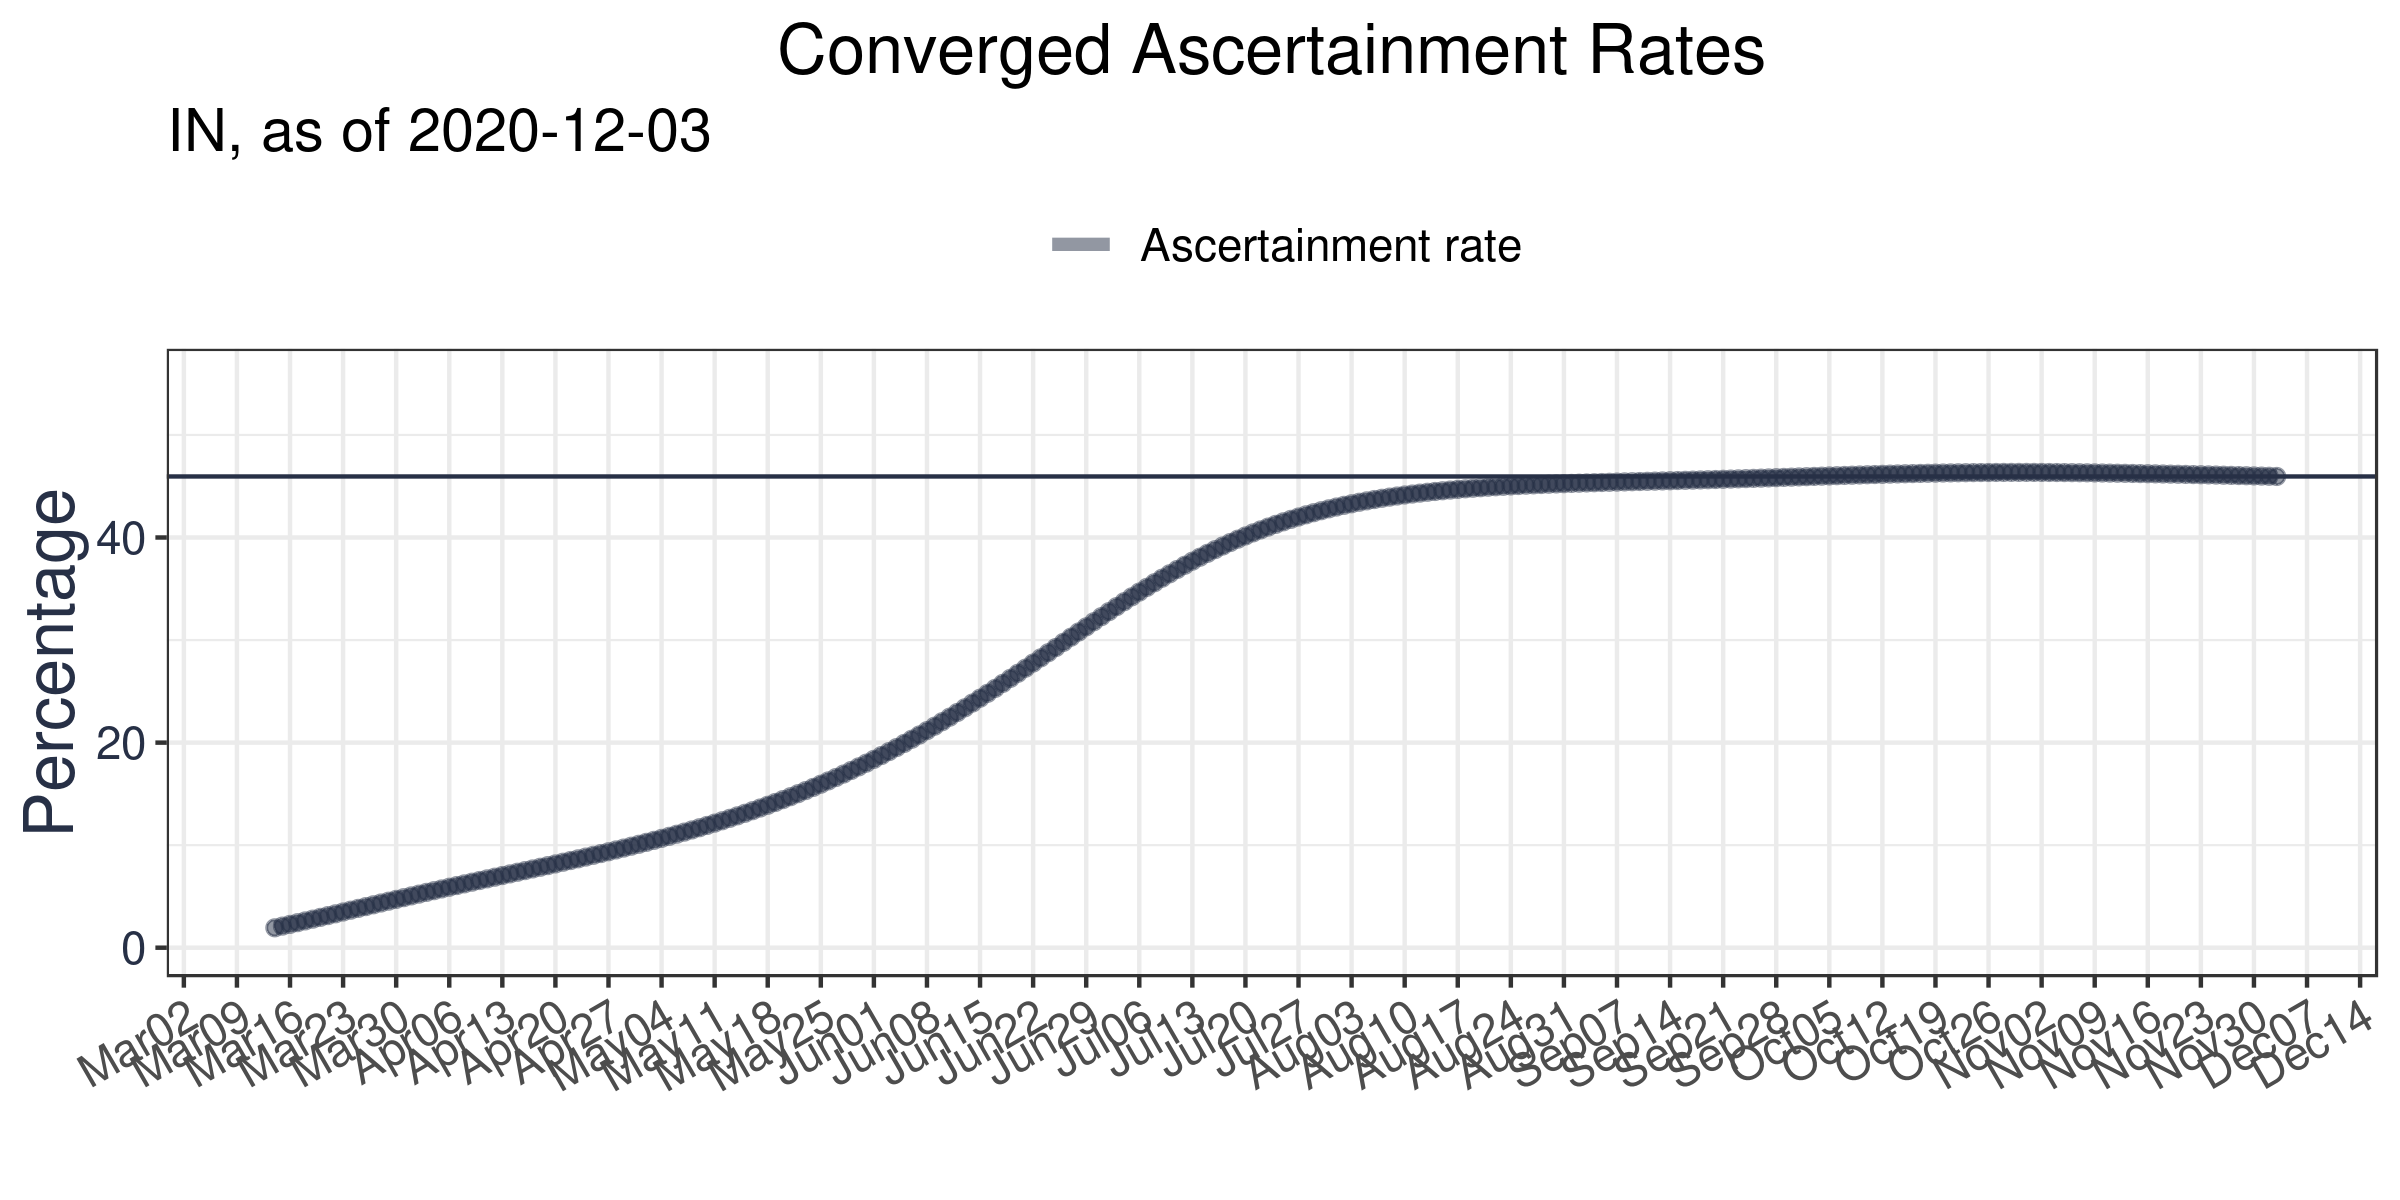 Converged Ascertainment Rates
IN, as of 2020-12-03
Ascertainment rate
Percentage
40
20
0
Mar02
Mar09
Mar16
Mar23
Mar30
Apr06
Apr13
Apr20
Apr27
May04
May11
May18
May25
Jun01
Jun08
Jun15
Jun22
Jun29
Jul06
Jul13
Jul20
Jul27
Aug03
Aug10
Aug17
Aug24
Aug31
Sep07
Sep14
Sep21
Sep28
Oct05
Oct12
Oct19
Oct26
Nov02
Nov09
Nov16
Nov23
Nov30
Dec07
Dec14